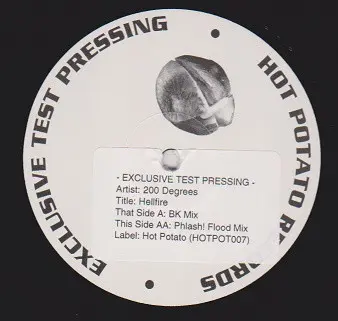 EXCLUSIVE TEST PRESSING
HOT POTATO RECORDS
- EXCLUSIVE TEST PRESSING -
Artist: 200 Degrees
Title: Hellfire
That Side A: BK Mix
This Side AA: Phlash! Flood Mix
Label: Hot Potato (HOTPOT007)